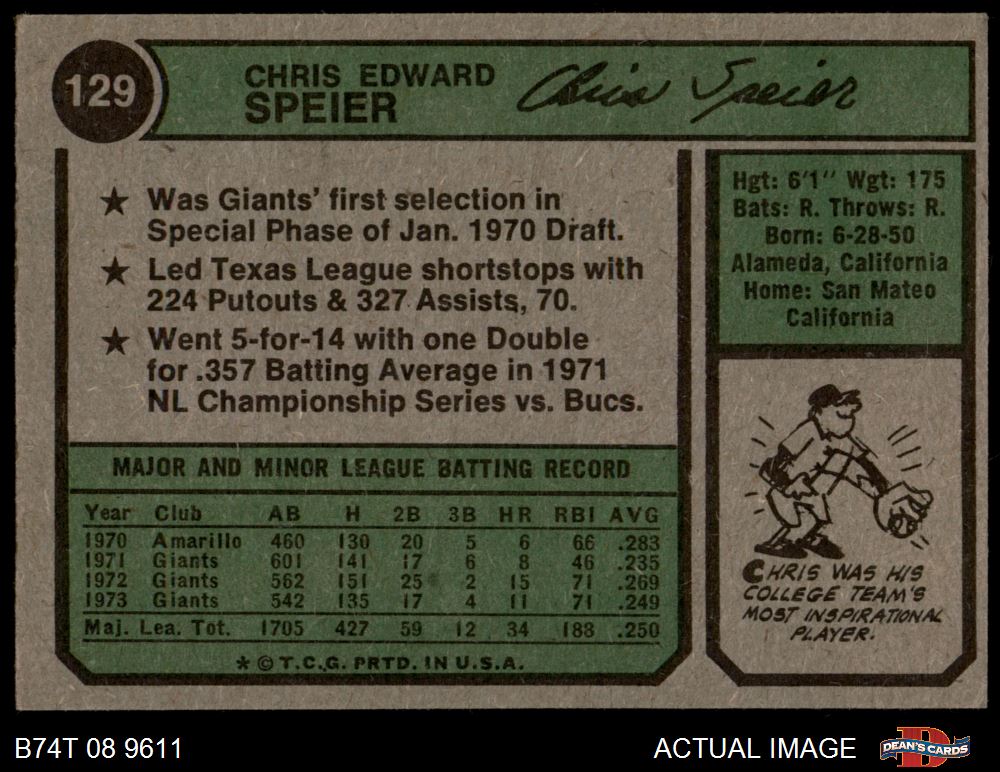 129
CHRIS EDWARD
SPEIER
Chris Speier
★ Was Giants' first selection in
Special Phase of Jan. 1970 Draft.
★ Led Texas League shortstops with
224 Putouts & 327 Assists, 70.
★ Went 5-for-14 with one Double
for .357 Batting Average in 1971
NL Championship Series vs. Bucs.
Hgt: 6'1" Wgt: 175
Bats: R. Throws: R.
Born: 6-28-50
Alameda, California
Home: San Mateo
California
MAJOR AND MINOR LEAGUE BATTING RECORD
Year Club AB H 2B 3B HR RBI AVG
1970 Amarillo 460 130 20 5 6 66 .283
1971 Giants 601 141 17 6 8 46 .235
1972 Giants 562 151 25 2 15 71 .269
1973 Giants 542 135 17 4 11 71 .249
Maj. Lea. Tot. 1705 427 59 12 34 188 .250
* © T.C.G. PRTD. IN U.S.A.
CHRIS WAS HIS
COLLEGE TEAM'S
MOST INSPIRATIONAL
PLAYER.
B74T 08 9611
ACTUAL IMAGE
D
DEAN'S CARDS